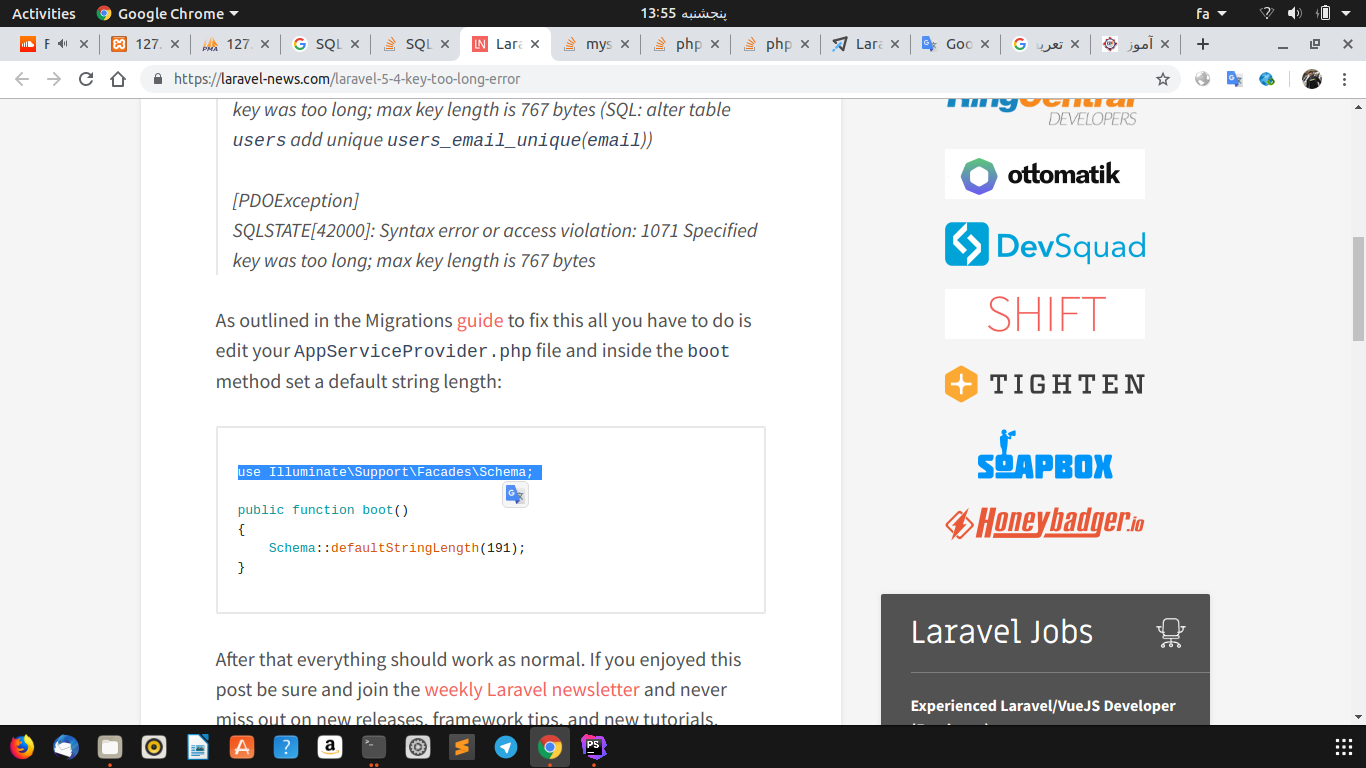 Activities
Google Chrome
پنجشنبه 13:55
fa
F
127.
127.
SQL
SQL
Lara
mys
php
php
Lara
Goo
تعریف
آموز
https://laravel-news.com/laravel-5-4-key-too-long-error
key was too long; max key length is 767 bytes (SQL: alter table
users add unique users_email_unique(email))
[PDOException]
SQLSTATE[42000]: Syntax error or access violation: 1071 Specified
key was too long; max key length is 767 bytes
As outlined in the Migrations guide to fix this all you have to do is
edit your AppServiceProvider.php file and inside the boot
method set a default string length:
use Illuminate\Support\Facades\Schema;
public function boot()
{
Schema::defaultStringLength(191);
}
After that everything should work as normal. If you enjoyed this
post be sure and join the weekly Laravel newsletter and never
miss out on new releases, framework tips, and new tutorials.
RingCentral
DEVELOPERS
ottomatik
DevSquad
SHIFT
TIGHTEN
SOAPBOX
Honeybadger.io
Laravel Jobs
Experienced Laravel/VueJS Developer